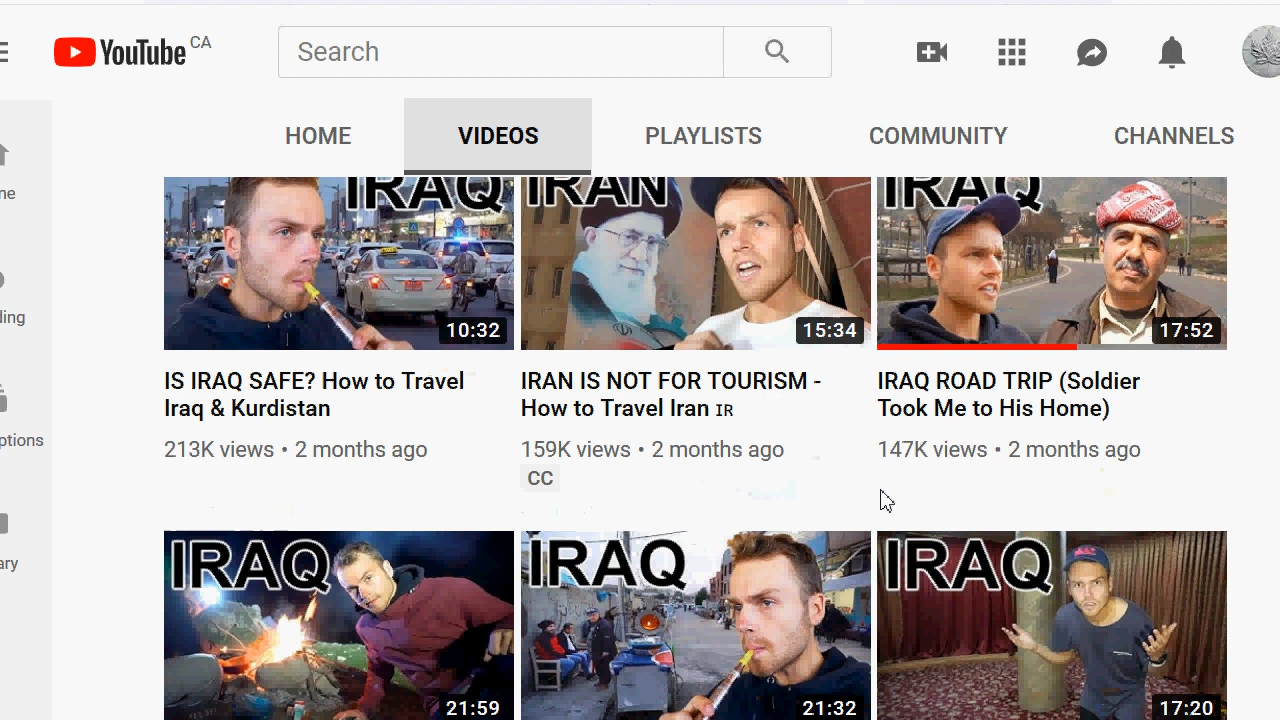 YouTube CA
Search
HOME VIDEOS PLAYLISTS COMMUNITY CHANNELS
IRAQ
10:32
IRAN
15:34
IRAQ
17:52
IS IRAQ SAFE? How to Travel
Iraq & Kurdistan
213K views • 2 months ago
IRAN IS NOT FOR TOURISM -
How to Travel Iran IR
159K views • 2 months ago
CC
IRAQ ROAD TRIP (Soldier
Took Me to His Home)
147K views • 2 months ago
IRAQ
21:59
IRAQ
21:32
IRAQ
17:20